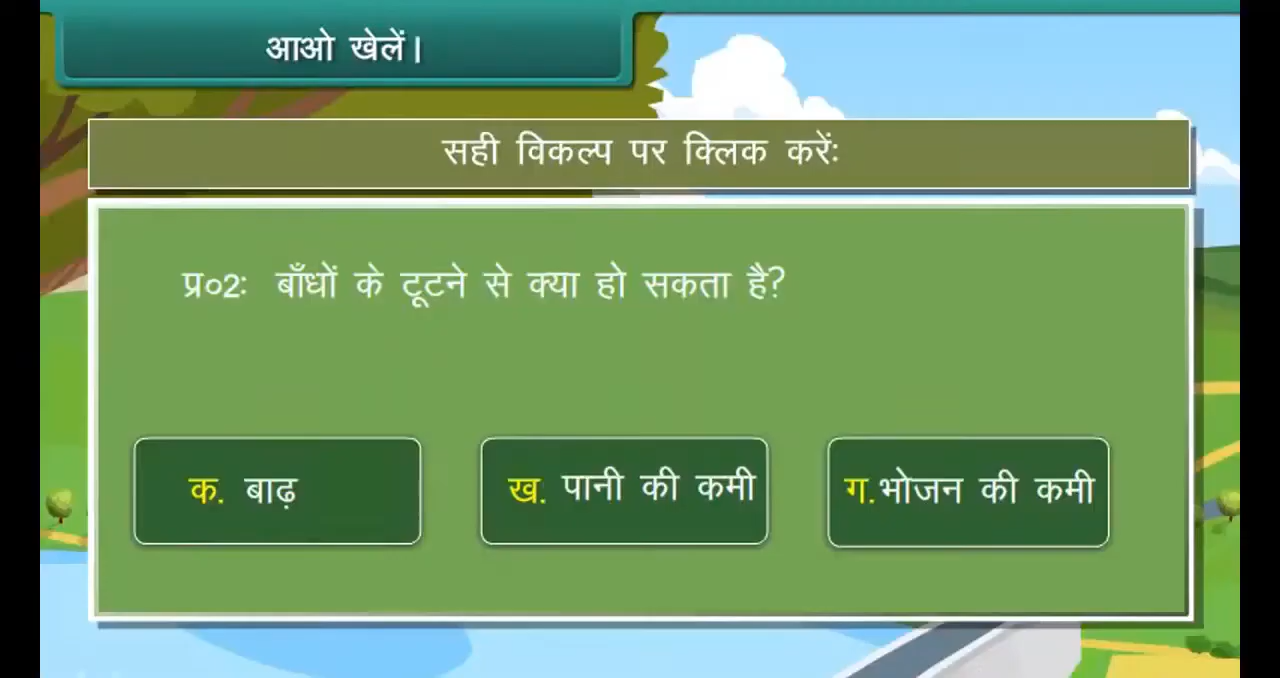 आओ खेलें।
सही विकल्प पर क्लिक करें:
प्र०2: बाँधों के टूटने से क्या हो सकता है?
क. बाढ़
ख. पानी की कमी
ग.भोजन की कमी